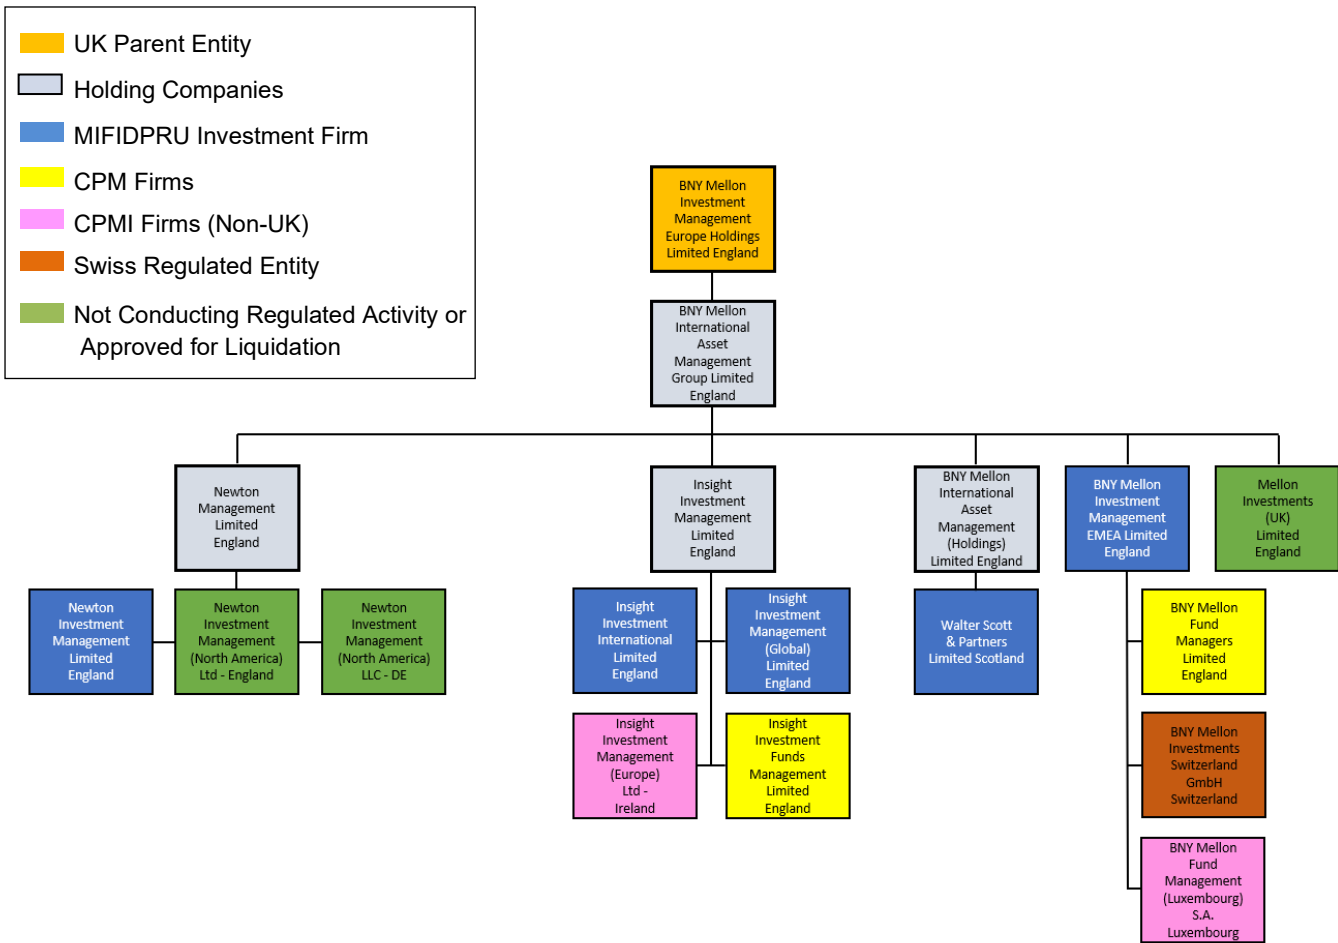 UK Parent Entity
Holding Companies
MIFIDPRU Investment Firm
CPM Firms
CPMI Firms (Non-UK)
Swiss Regulated Entity
Not Conducting Regulated Activity or
Approved for Liquidation
BNY Mellon
Investment
Management
Europe Holdings
Limited England
BNY Mellon
International
Asset
Management
Group Limited
England
Newton
Management
Limited
England
Insight
Investment
Management
Limited
England
BNY Mellon
International
Asset
Management
(Holdings)
Limited England
BNY Mellon
Investment
Management
EMEA Limited
England
Mellon
Investments
(UK)
Limited
England
Newton
Investment
Management
Limited
England
Newton
Investment
Management
(North America)
Ltd - England
Newton
Investment
Management
(North America)
LLC - DE
Insight
Investment
International
Limited
England
Insight
Investment
Management
(Global)
Limited
England
Walter Scott
& Partners
Limited Scotland
BNY Mellon
Fund
Managers
Limited
England
Insight
Investment
Management
(Europe)
Ltd -
Ireland
Insight
Investment
Funds
Management
Limited
England
BNY Mellon
Investments
Switzerland
GmbH
Switzerland
BNY Mellon
Fund
Management
(Luxembourg)
S.A.
Luxembourg